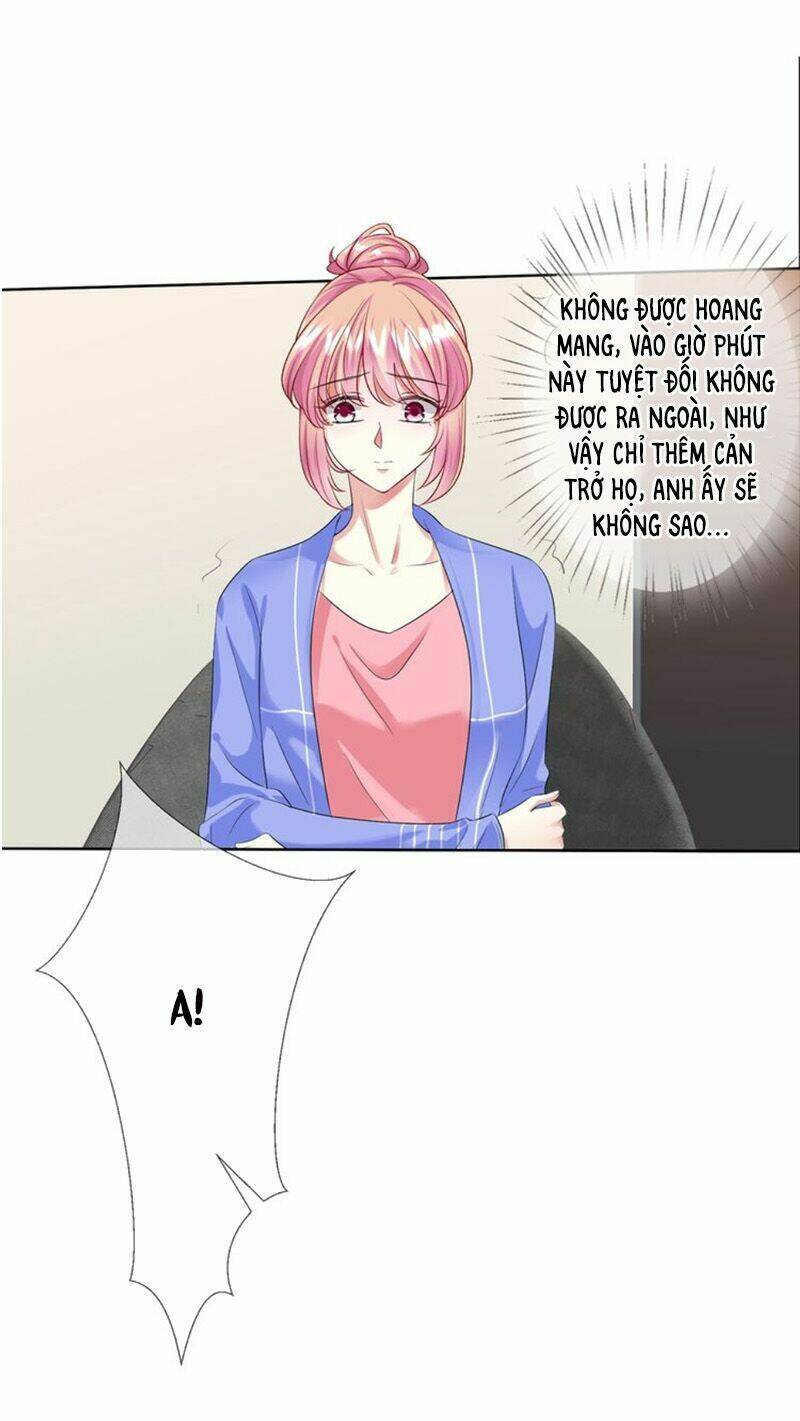 KHÔNG ĐƯỢC HOANG
MANG, VÀO GIỜ PHÚT
NÀY TUYỆT ĐỐI KHÔNG
ĐƯỢC RA NGOÀI, NHƯ
VẬY CHỈ THÊM CẢN
TRỞ HỌ, ANH ẤY SẼ
KHÔNG SAO...
A!